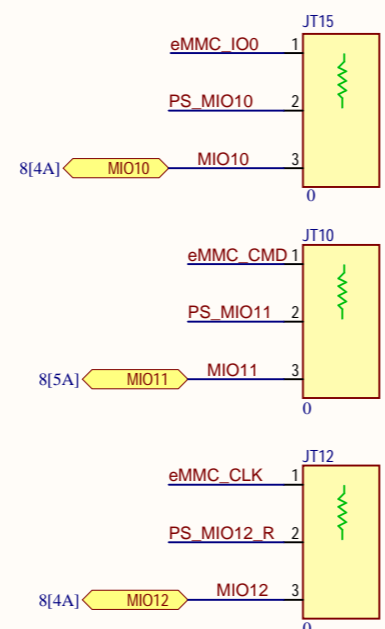 JT15
eMMC_IO0 1
PS_MIO10 2
8[4A] MIO10 MIO10 3
0
JT10
eMMC_CMD 1
PS_MIO11 2
8[5A] MIO11 MIO11 3
0
JT12
eMMC_CLK 1
PS_MIO12_R 2
8[4A] MIO12 MIO12 3
0